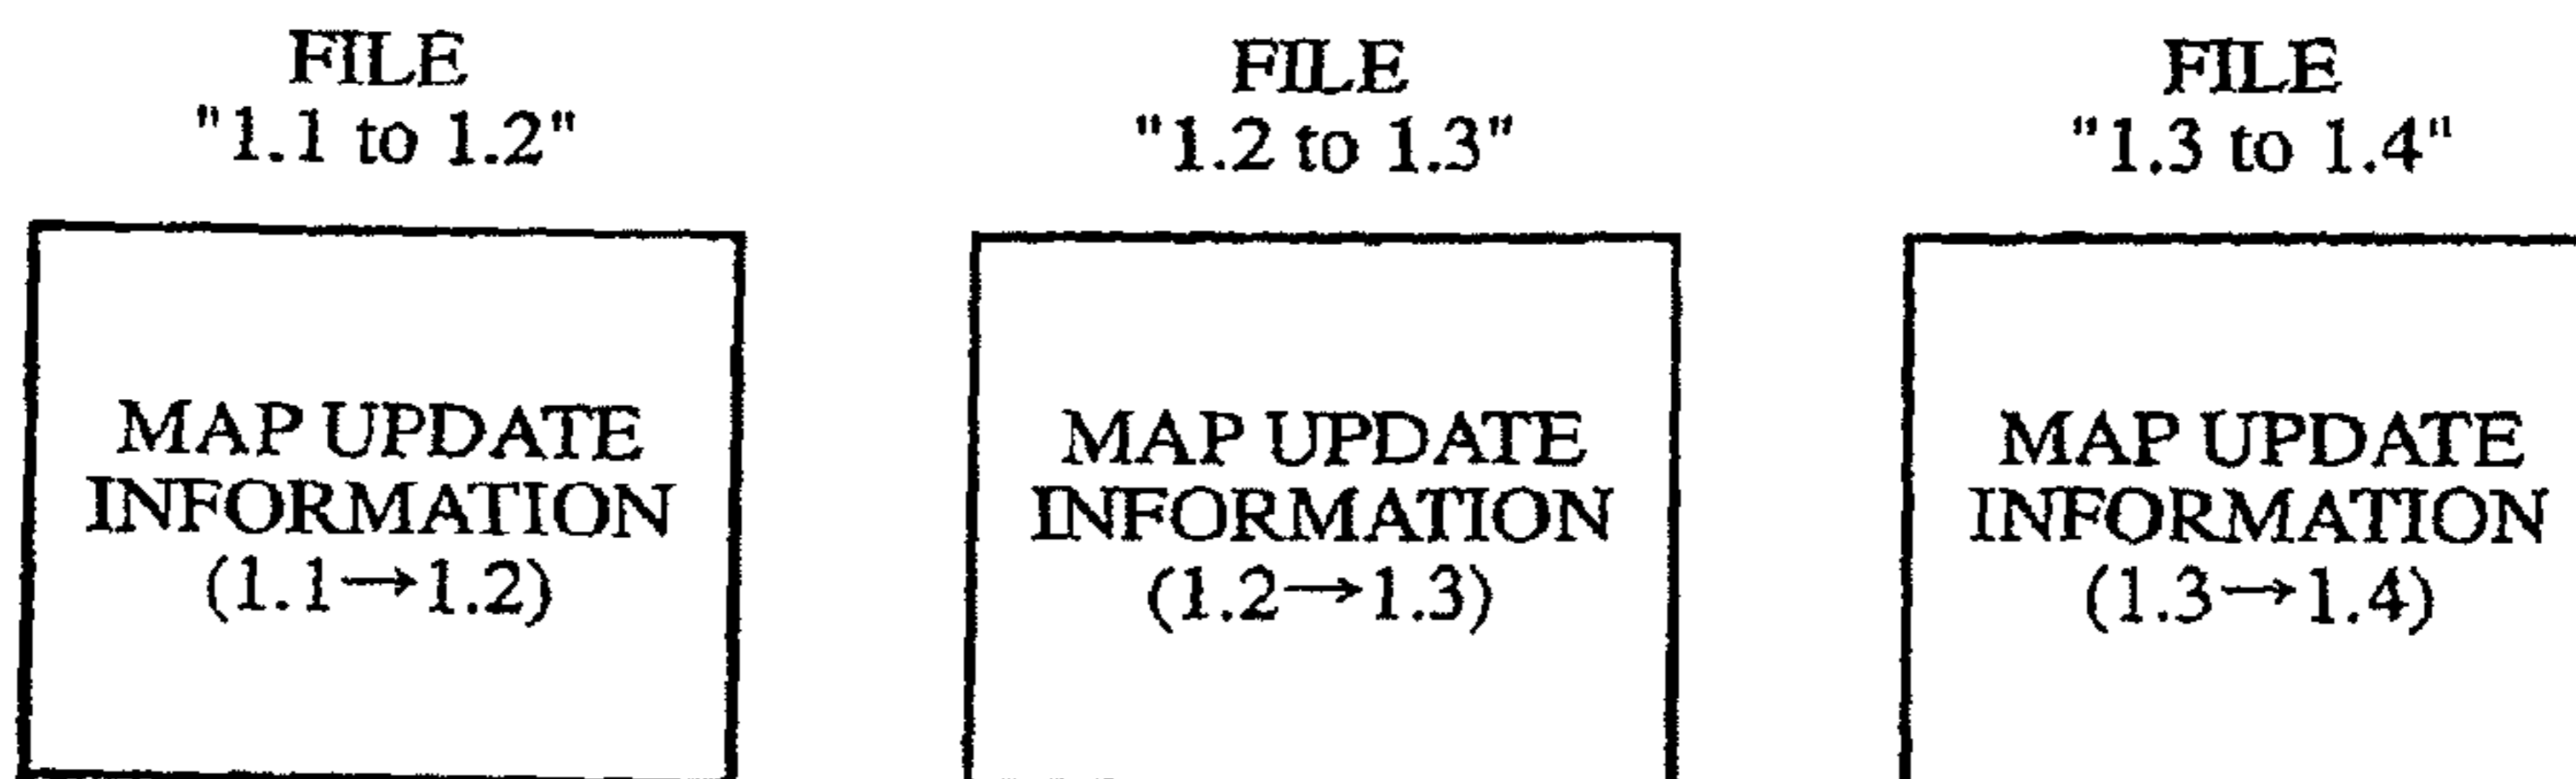 FILE
"1.1 to 1.2"
MAP UPDATE
INFORMATION
(1.1→1.2)
FILE
"1.2 to 1.3"
MAP UPDATE
INFORMATION
(1.2→1.3)
FILE
"1.3 to 1.4"
MAP UPDATE
INFORMATION
(1.3→1.4)